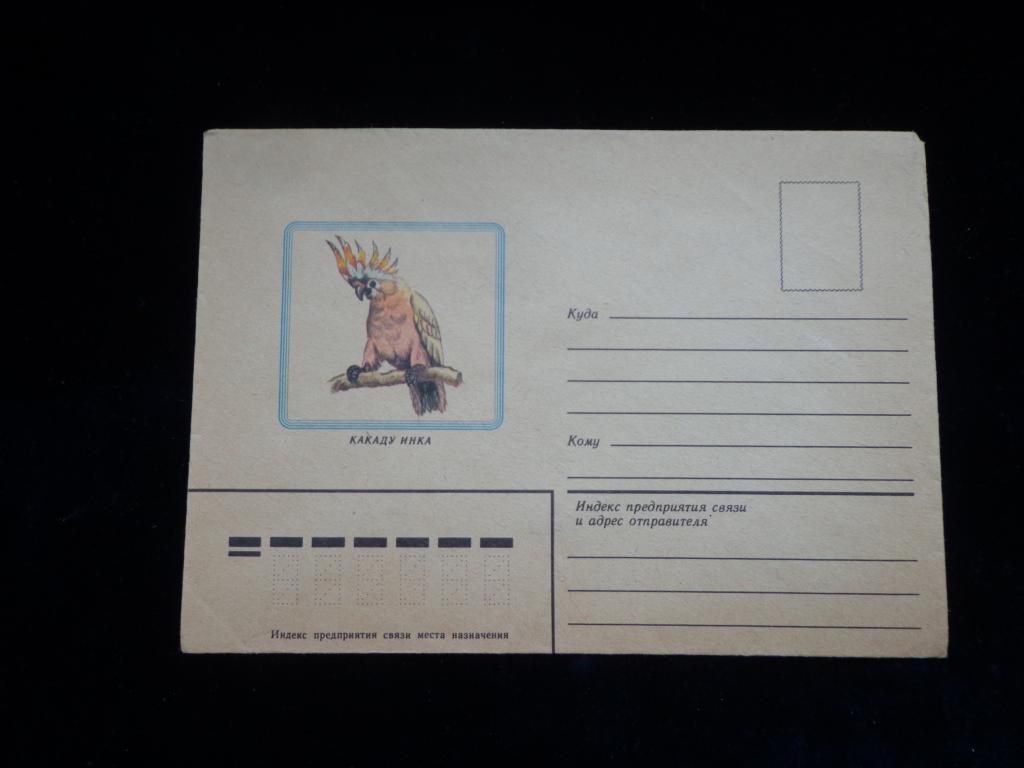 КАКАДУ ИНКА
Куда
Кому
Индекс предприятия связи
и адрес отправителя
Индекс предприятия связи места назначения